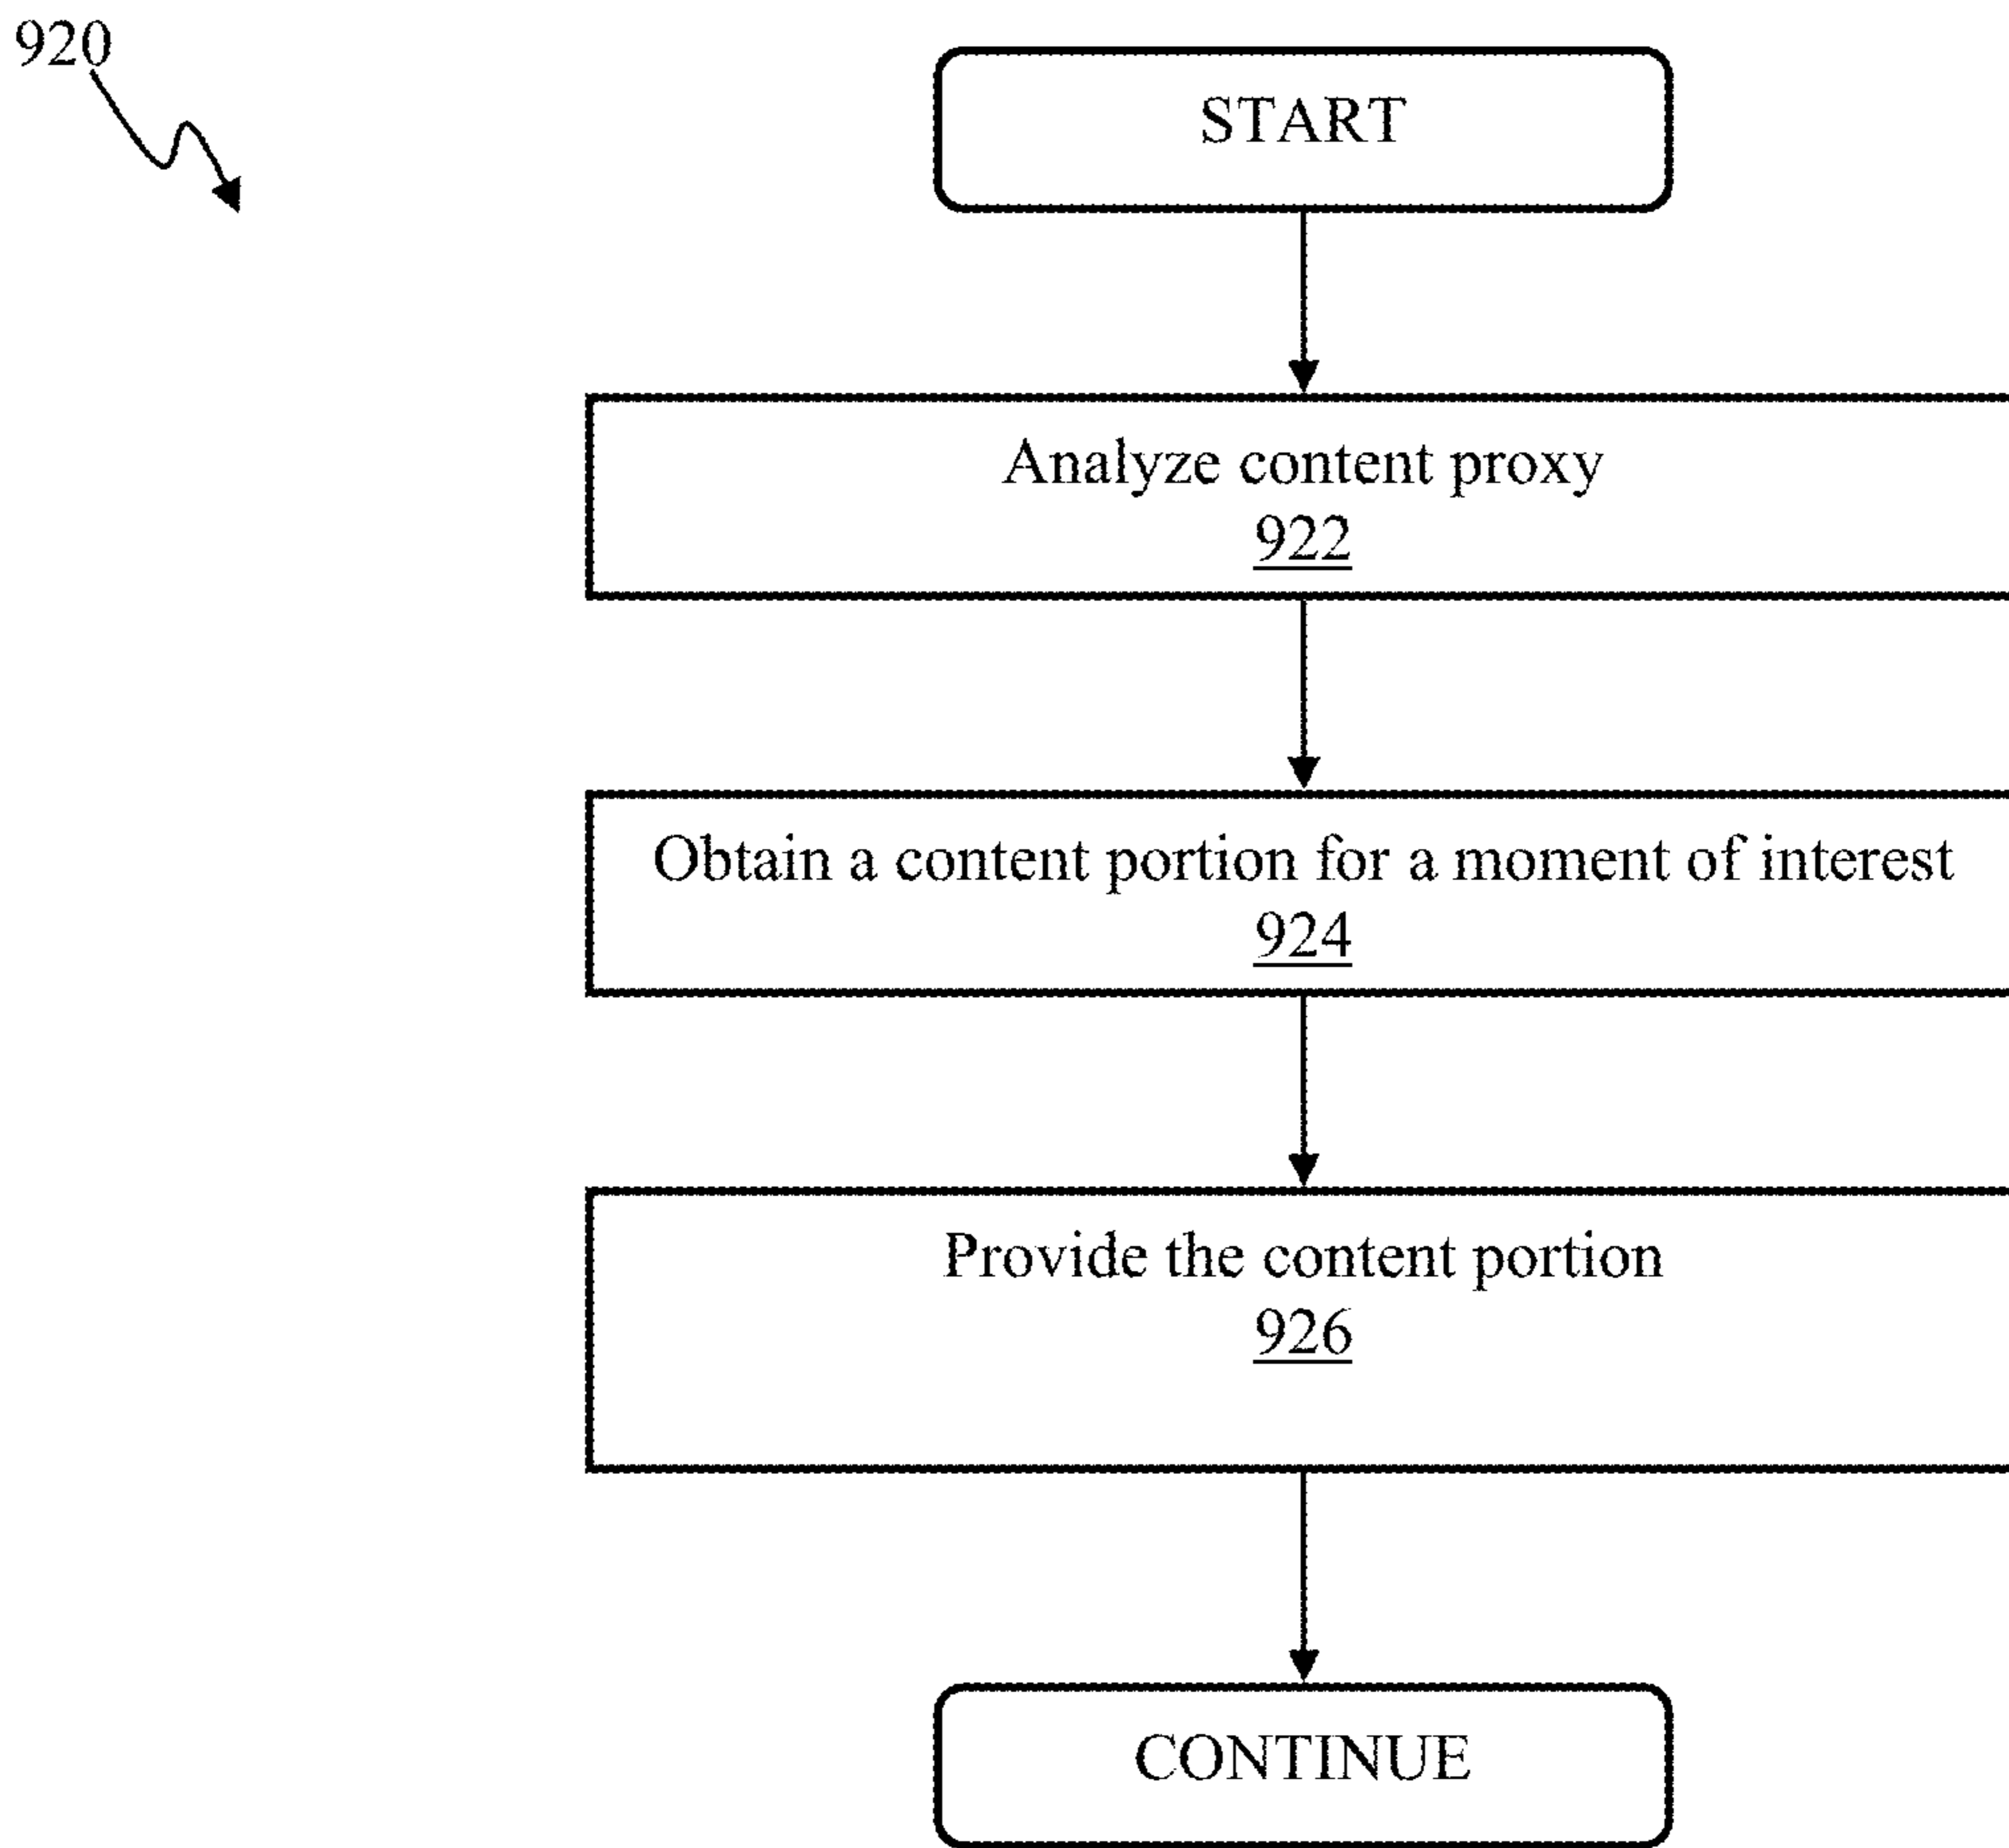 920
START
Analyze content proxy
922
Obtain a content portion for a moment of interest
924
Provide the content portion
926
CONTINUE